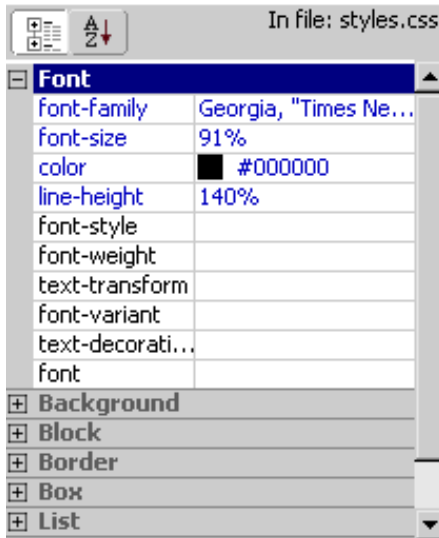 A Z In file: styles.css
Font
font-family Georgia, "Times Ne...
font-size 91%
color #000000
line-height 140%
font-style
font-weight
text-transform
font-variant
text-decorati...
font
Background
Block
Border
Box
List